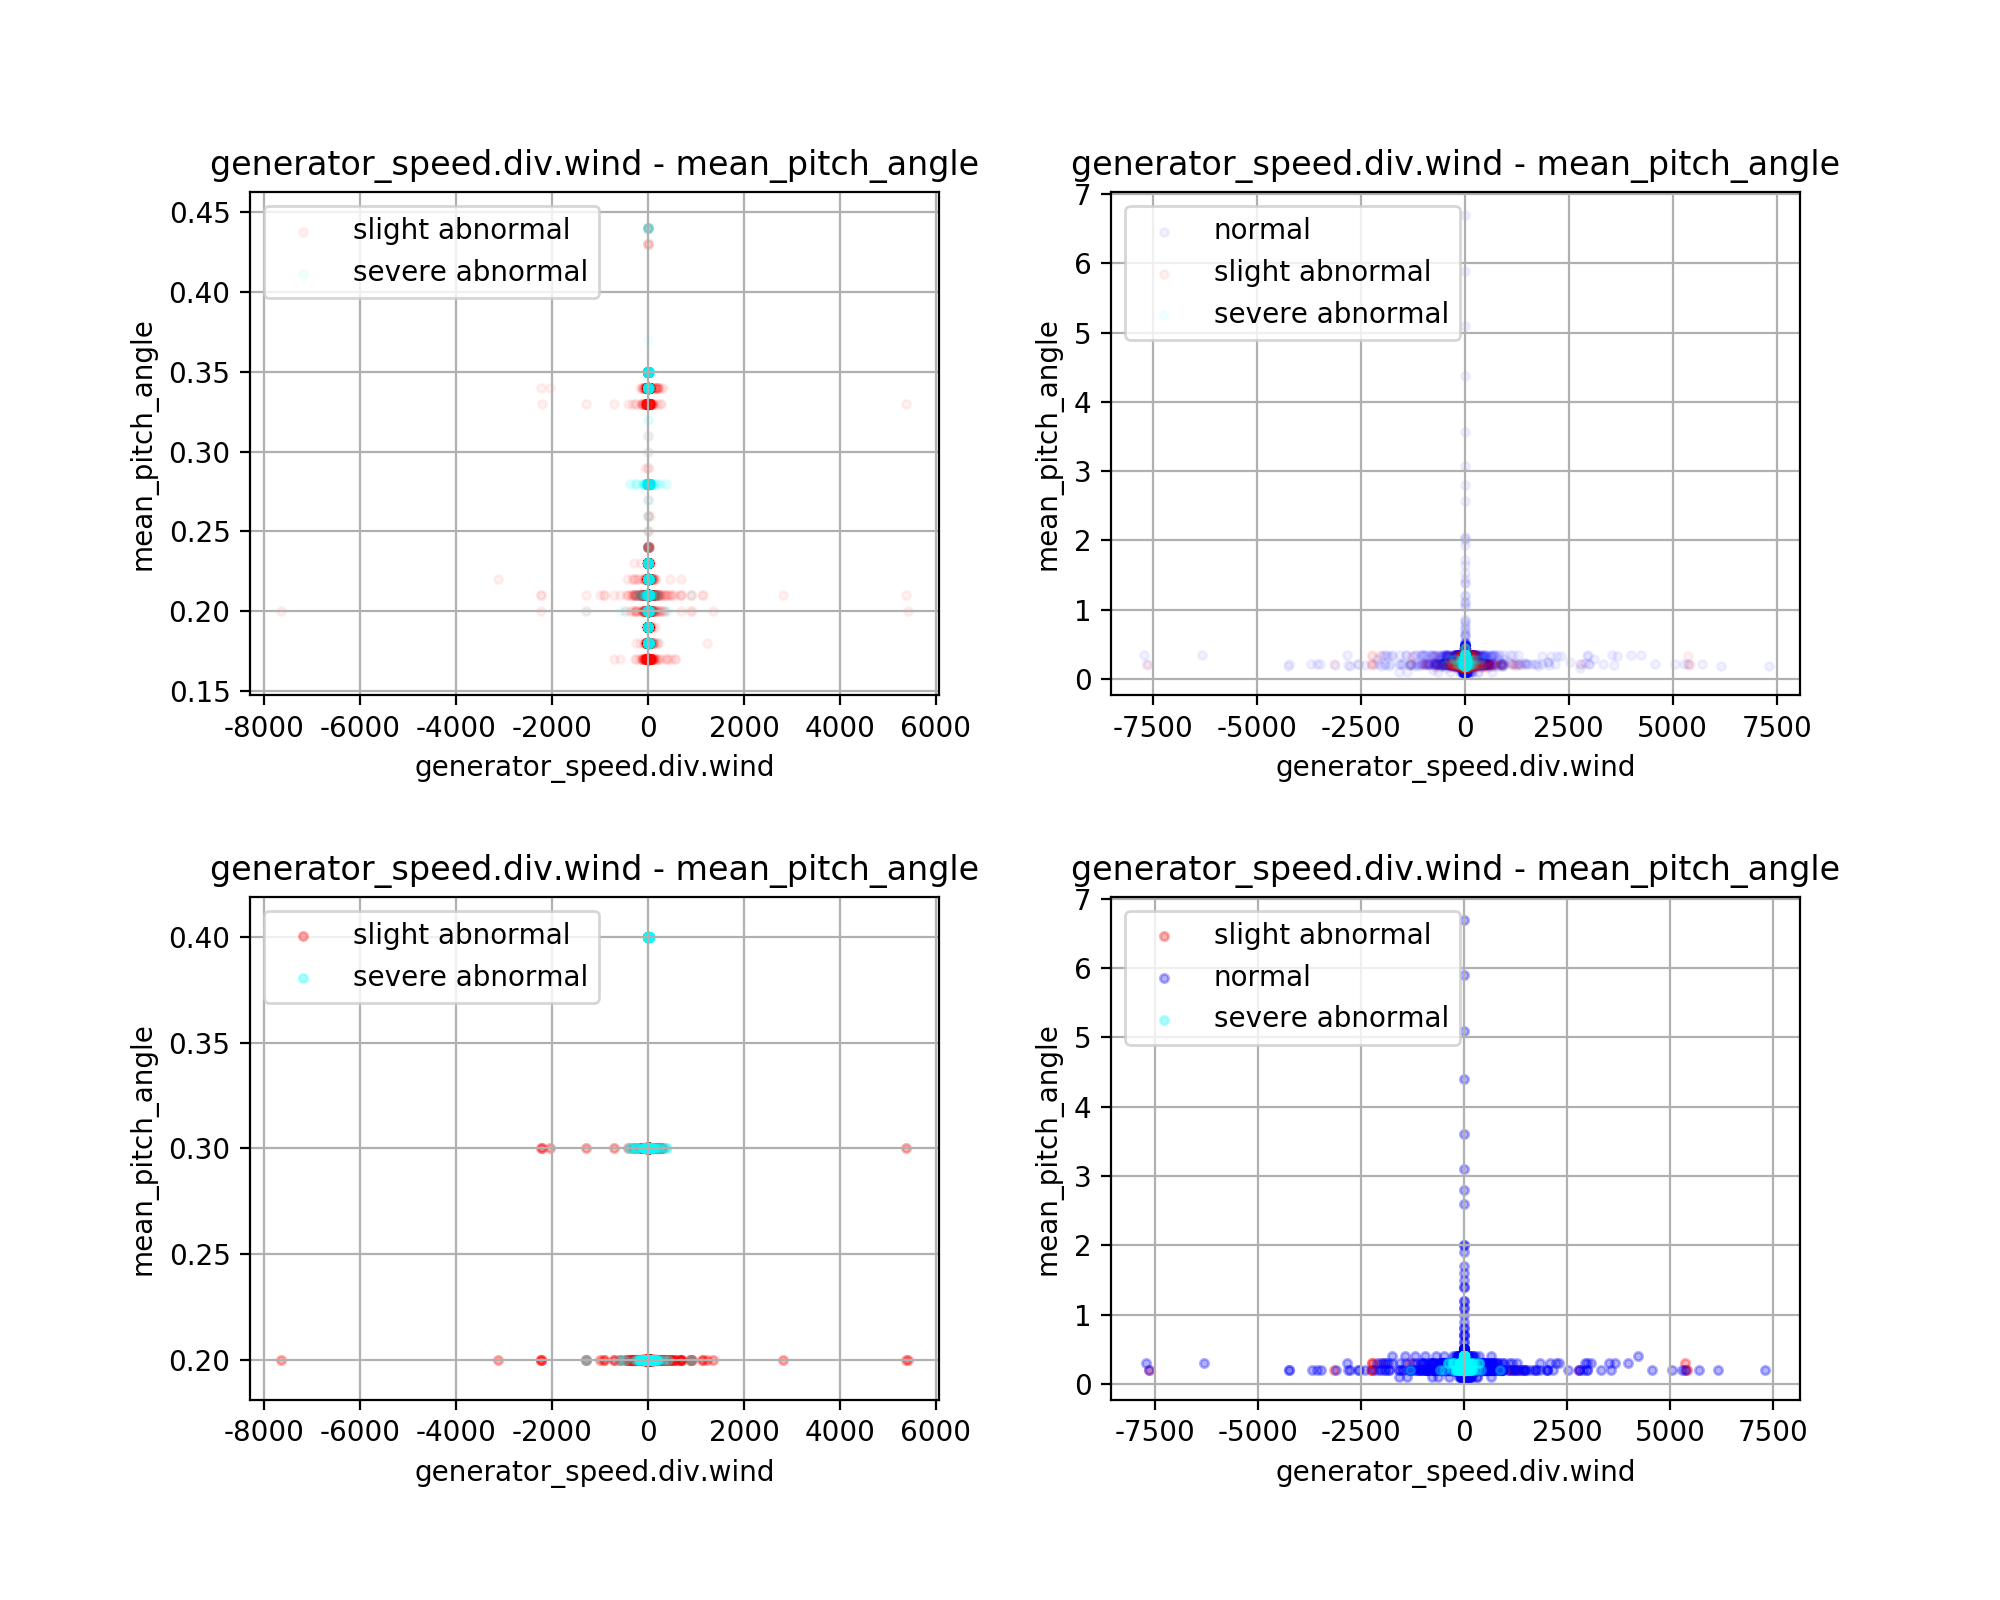 generator_speed.div.wind - mean_pitch_angle
slight abnormal
severe abnormal
0.45
0.40
0.35
0.30
0.25
0.20
0.15
mean_pitch_angle
-8000 -6000 -4000 -2000 0 2000 4000 6000
generator_speed.div.wind
generator_speed.div.wind - mean_pitch_angle
normal
slight abnormal
severe abnormal
7
6
5
4
3
2
1
0
mean_pitch_angle
-7500 -5000 -2500 0 2500 5000 7500
generator_speed.div.wind
generator_speed.div.wind - mean_pitch_angle
slight abnormal
severe abnormal
0.40
0.35
0.30
0.25
0.20
mean_pitch_angle
-8000 -6000 -4000 -2000 0 2000 4000 6000
generator_speed.div.wind
generator_speed.div.wind - mean_pitch_angle
slight abnormal
normal
severe abnormal
7
6
5
4
3
2
1
0
mean_pitch_angle
-7500 -5000 -2500 0 2500 5000 7500
generator_speed.div.wind